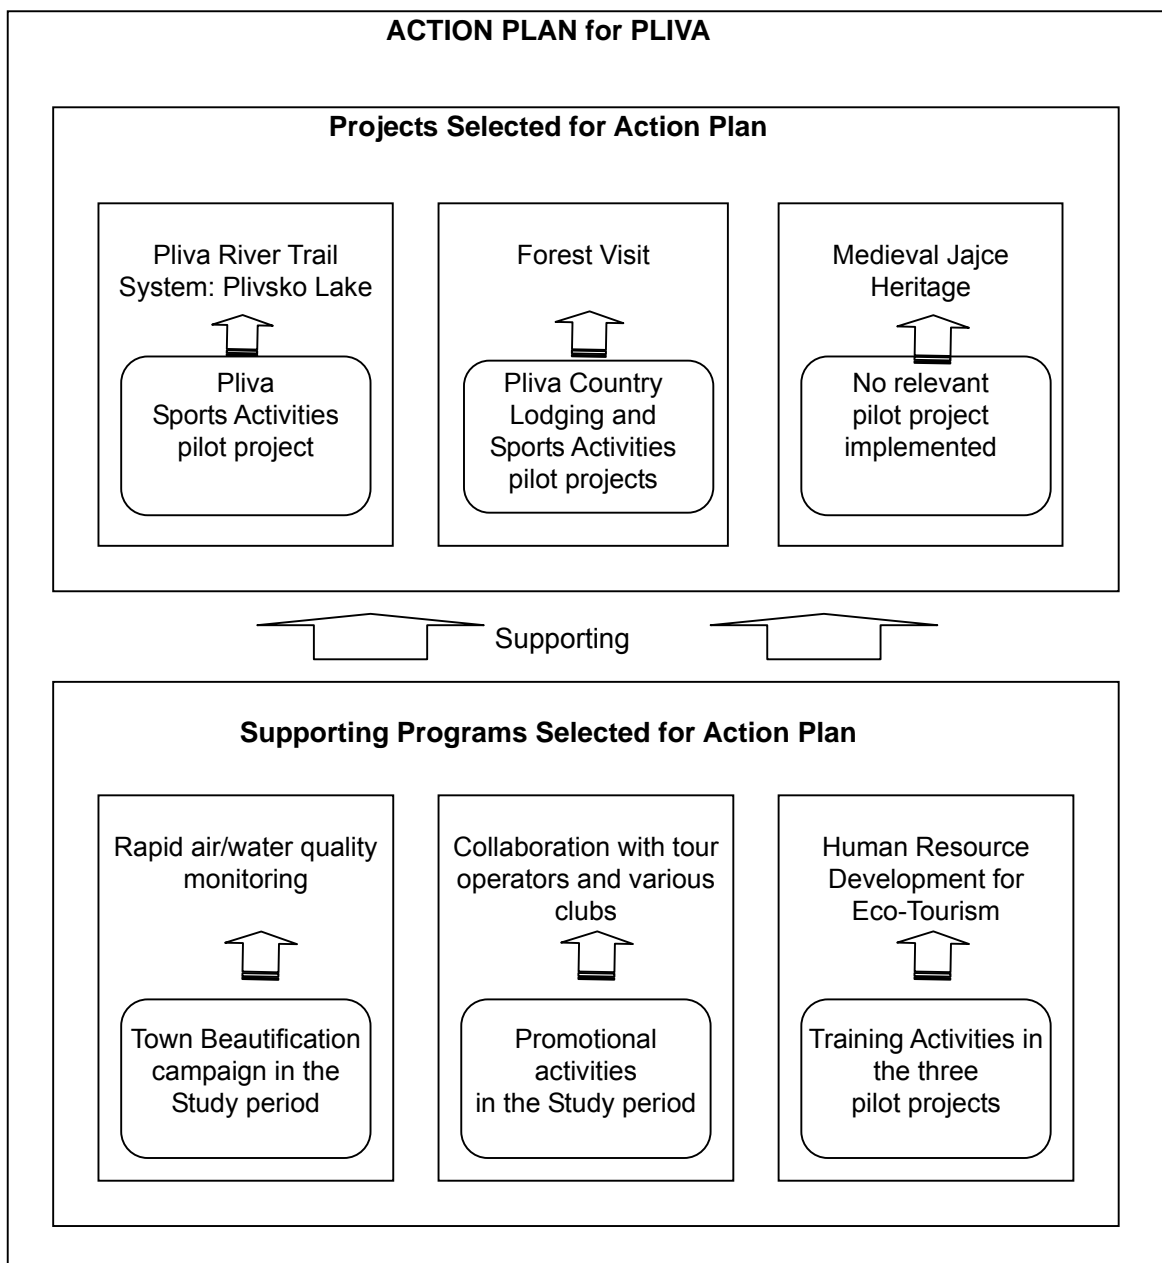 ACTION PLAN for PLIVA
Projects Selected for Action Plan
Pliva River Trail
System: Plivsko Lake
Pliva
Sports Activities
pilot project
Forest Visit
Pliva Country
Lodging and
Sports Activities
pilot projects
Medieval Jajce
Heritage
No relevant
pilot project
implemented
Supporting
Supporting Programs Selected for Action Plan
Rapid air/water quality
monitoring
Town Beautification
campaign in the
Study period
Collaboration with tour
operators and various
clubs
Promotional
activities
in the Study period
Human Resource
Development for
Eco-Tourism
Training Activities in
the three
pilot projects